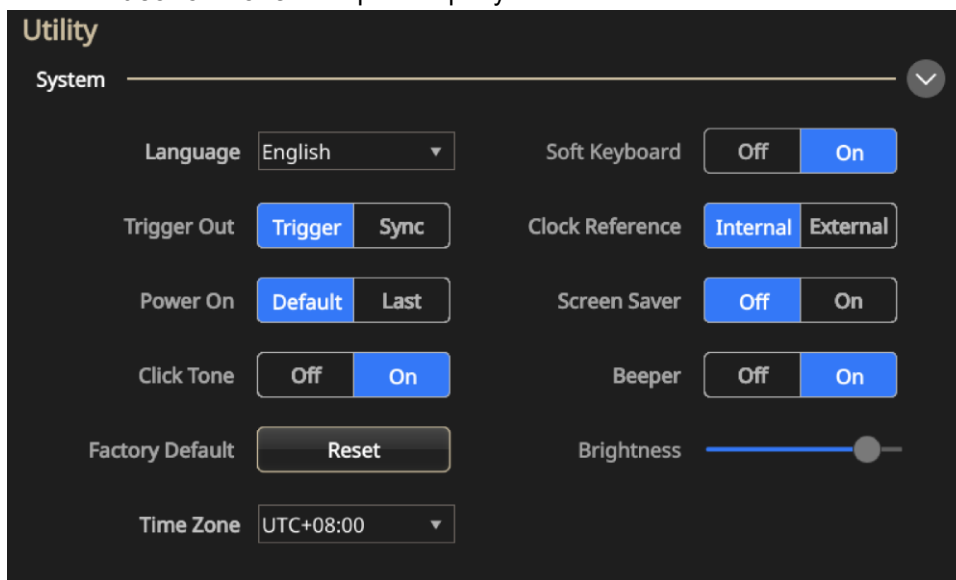 Utility
System
Language English Soft Keyboard Off On
Trigger Out Trigger Sync Clock Reference Internal External
Power On Default Last Screen Saver Off On
Click Tone Off On Beeper Off On
Factory Default Reset Brightness
Time Zone UTC+08:00